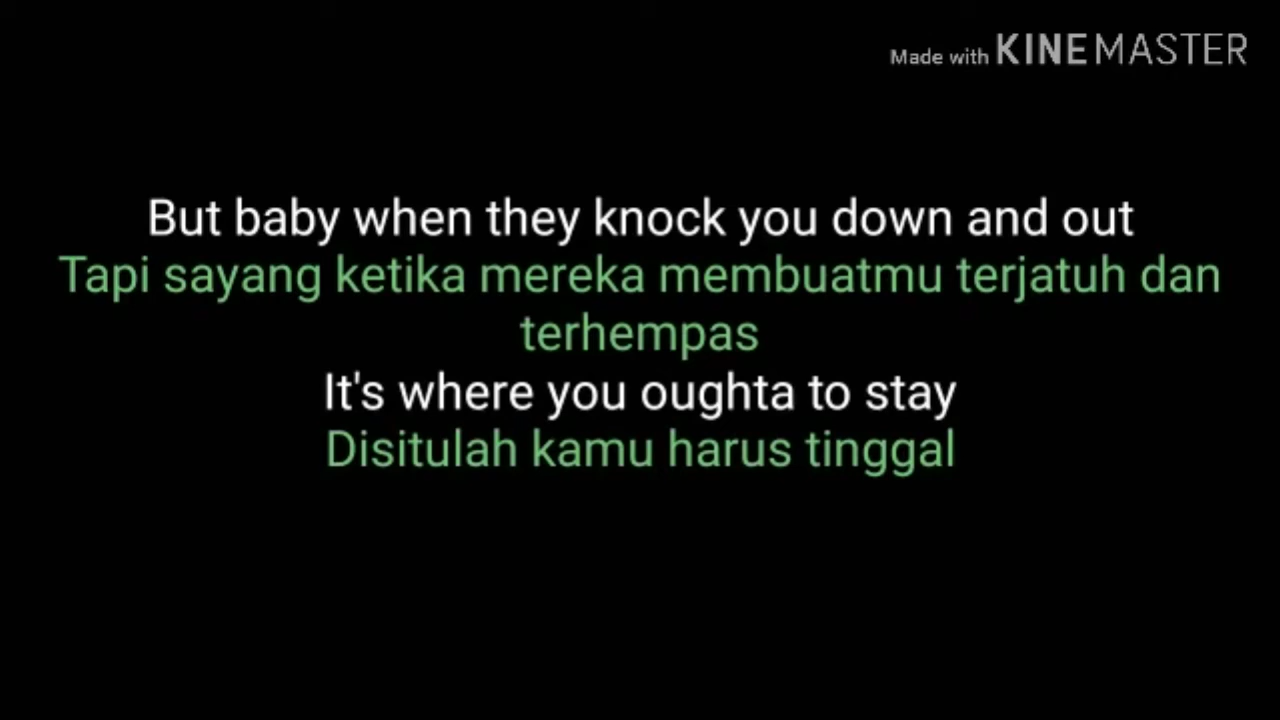 Made with KINEMASTER
But baby when they knock you down and out
Tapi sayang ketika mereka membuatmu terjatuh dan
terhempas
It's where you oughta to stay
Disitulah kamu harus tinggal